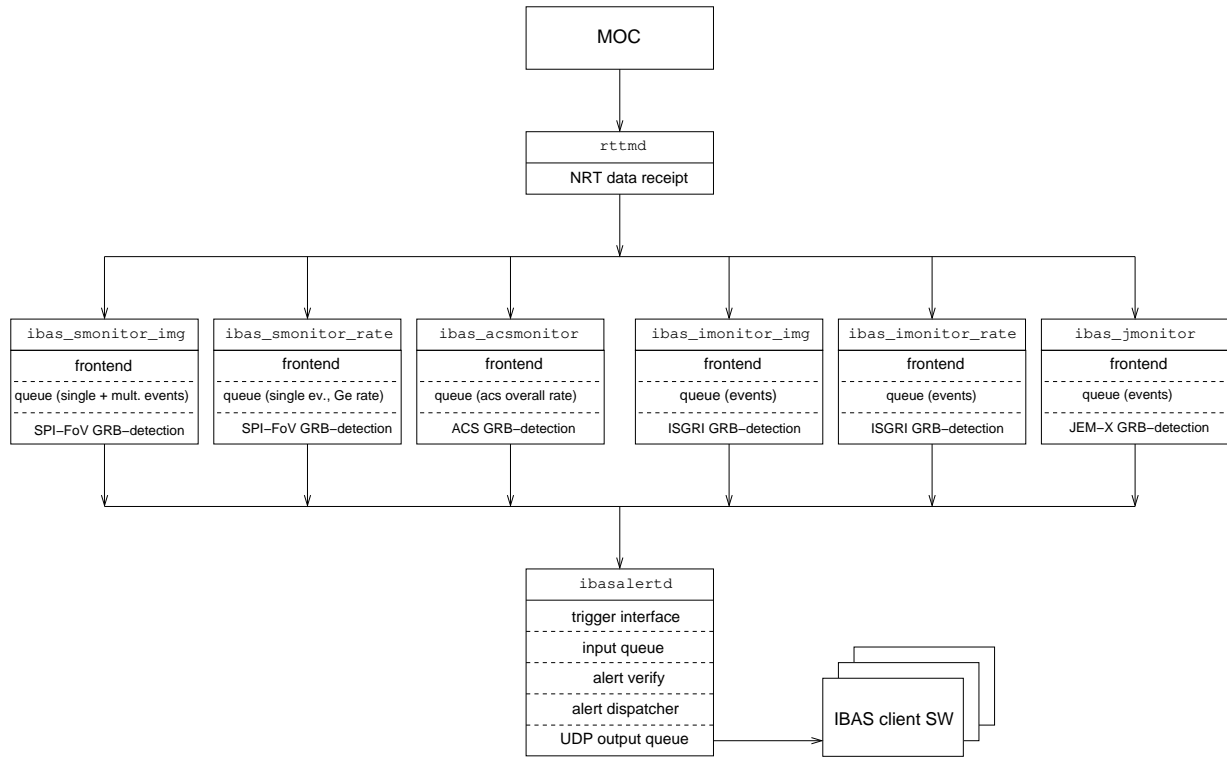 MOC
rttmd
NRT data receipt
ibas_smonitor_img
frontend
queue (single + mult. events)
SPI−FoV GRB−detection
ibas_smonitor_rate
frontend
queue (single ev., Ge rate)
SPI−FoV GRB−detection
ibas_acsmonitor
frontend
queue (acs overall rate)
ACS GRB−detection
ibas_imonitor_img
frontend
queue (events)
ISGRI GRB−detection
ibas_imonitor_rate
frontend
queue (events)
ISGRI GRB−detection
ibas_jmonitor
frontend
queue (events)
JEM−X GRB−detection
ibasalertd
trigger interface
input queue
alert verify
alert dispatcher
UDP output queue
IBAS client SW